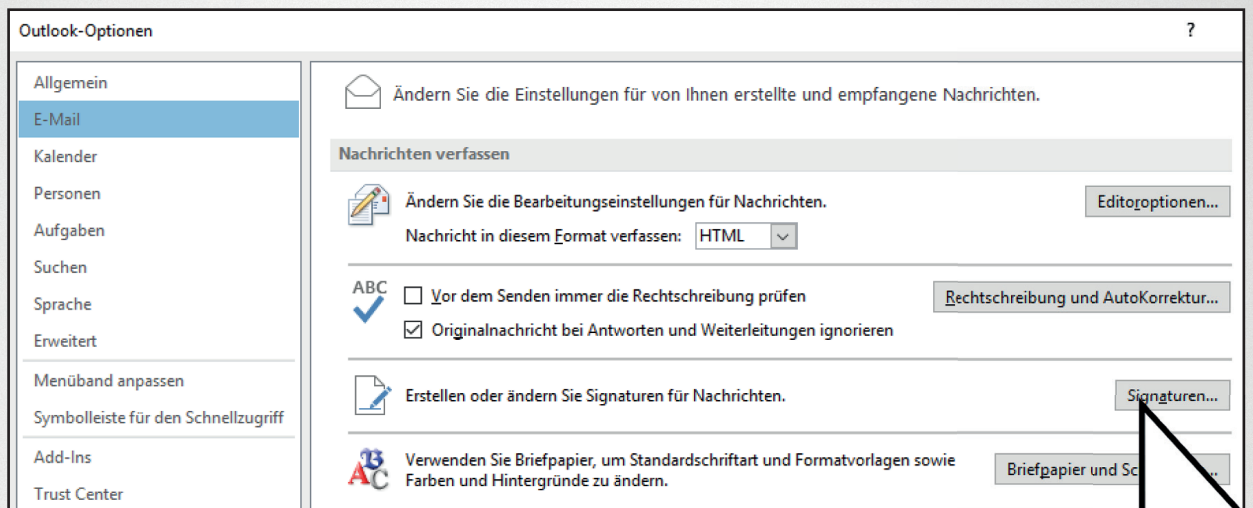 Outlook-Optionen
?
Allgemein
E-Mail
Kalender
Personen
Aufgaben
Suchen
Sprache
Erweitert
Menüband anpassen
Symbolleiste für den Schnellzugriff
Add-Ins
Trust Center
Ändern Sie die Einstellungen für von Ihnen erstellte und empfangene Nachrichten.
Nachrichten verfassen
Ändern Sie die Bearbeitungseinstellungen für Nachrichten.
Editoroptionen...
Nachricht in diesem Format verfassen: HTML
ABC
Vor dem Senden immer die Rechtschreibung prüfen
Rechtschreibung und AutoKorrektur...
Originalnachricht bei Antworten und Weiterleitungen ignorieren
Erstellen oder ändern Sie Signaturen für Nachrichten.
Signaturen...
Verwenden Sie Briefpapier, um Standardschriftart und Formatvorlagen sowie
Farben und Hintergründe zu ändern.
Briefpapier und